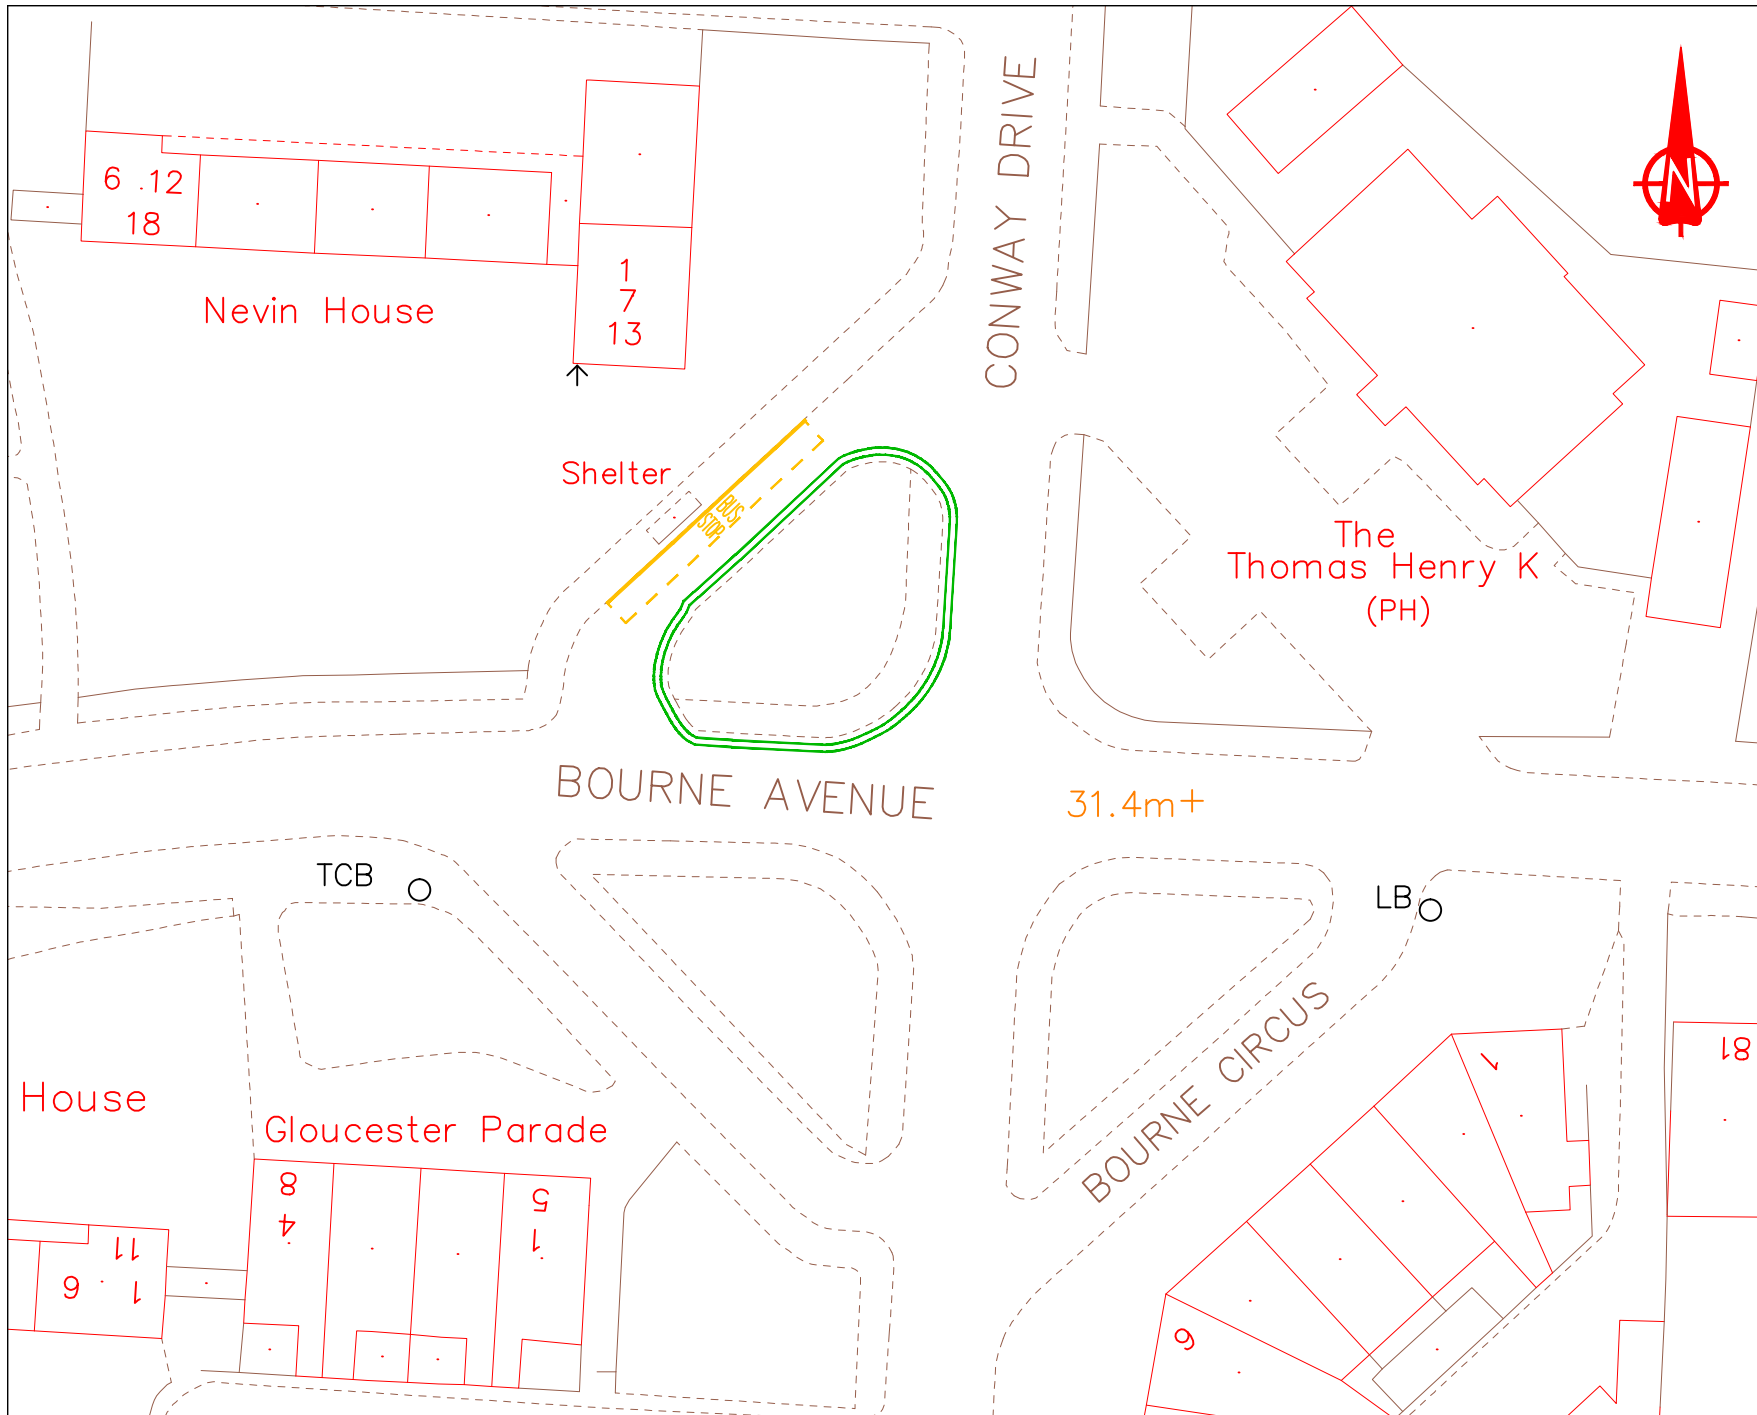 CONWAY DRIVE
N
6 .12
18
1
7
13
Nevin House
Shelter
BUS
STOP
The
Thomas Henry K
(PH)
BOURNE AVENUE
31.4m+
TCB
LB
BOURNE CIRCUS
House
Gloucester Parade
8
4
5
1
11
1
9
1
81
6